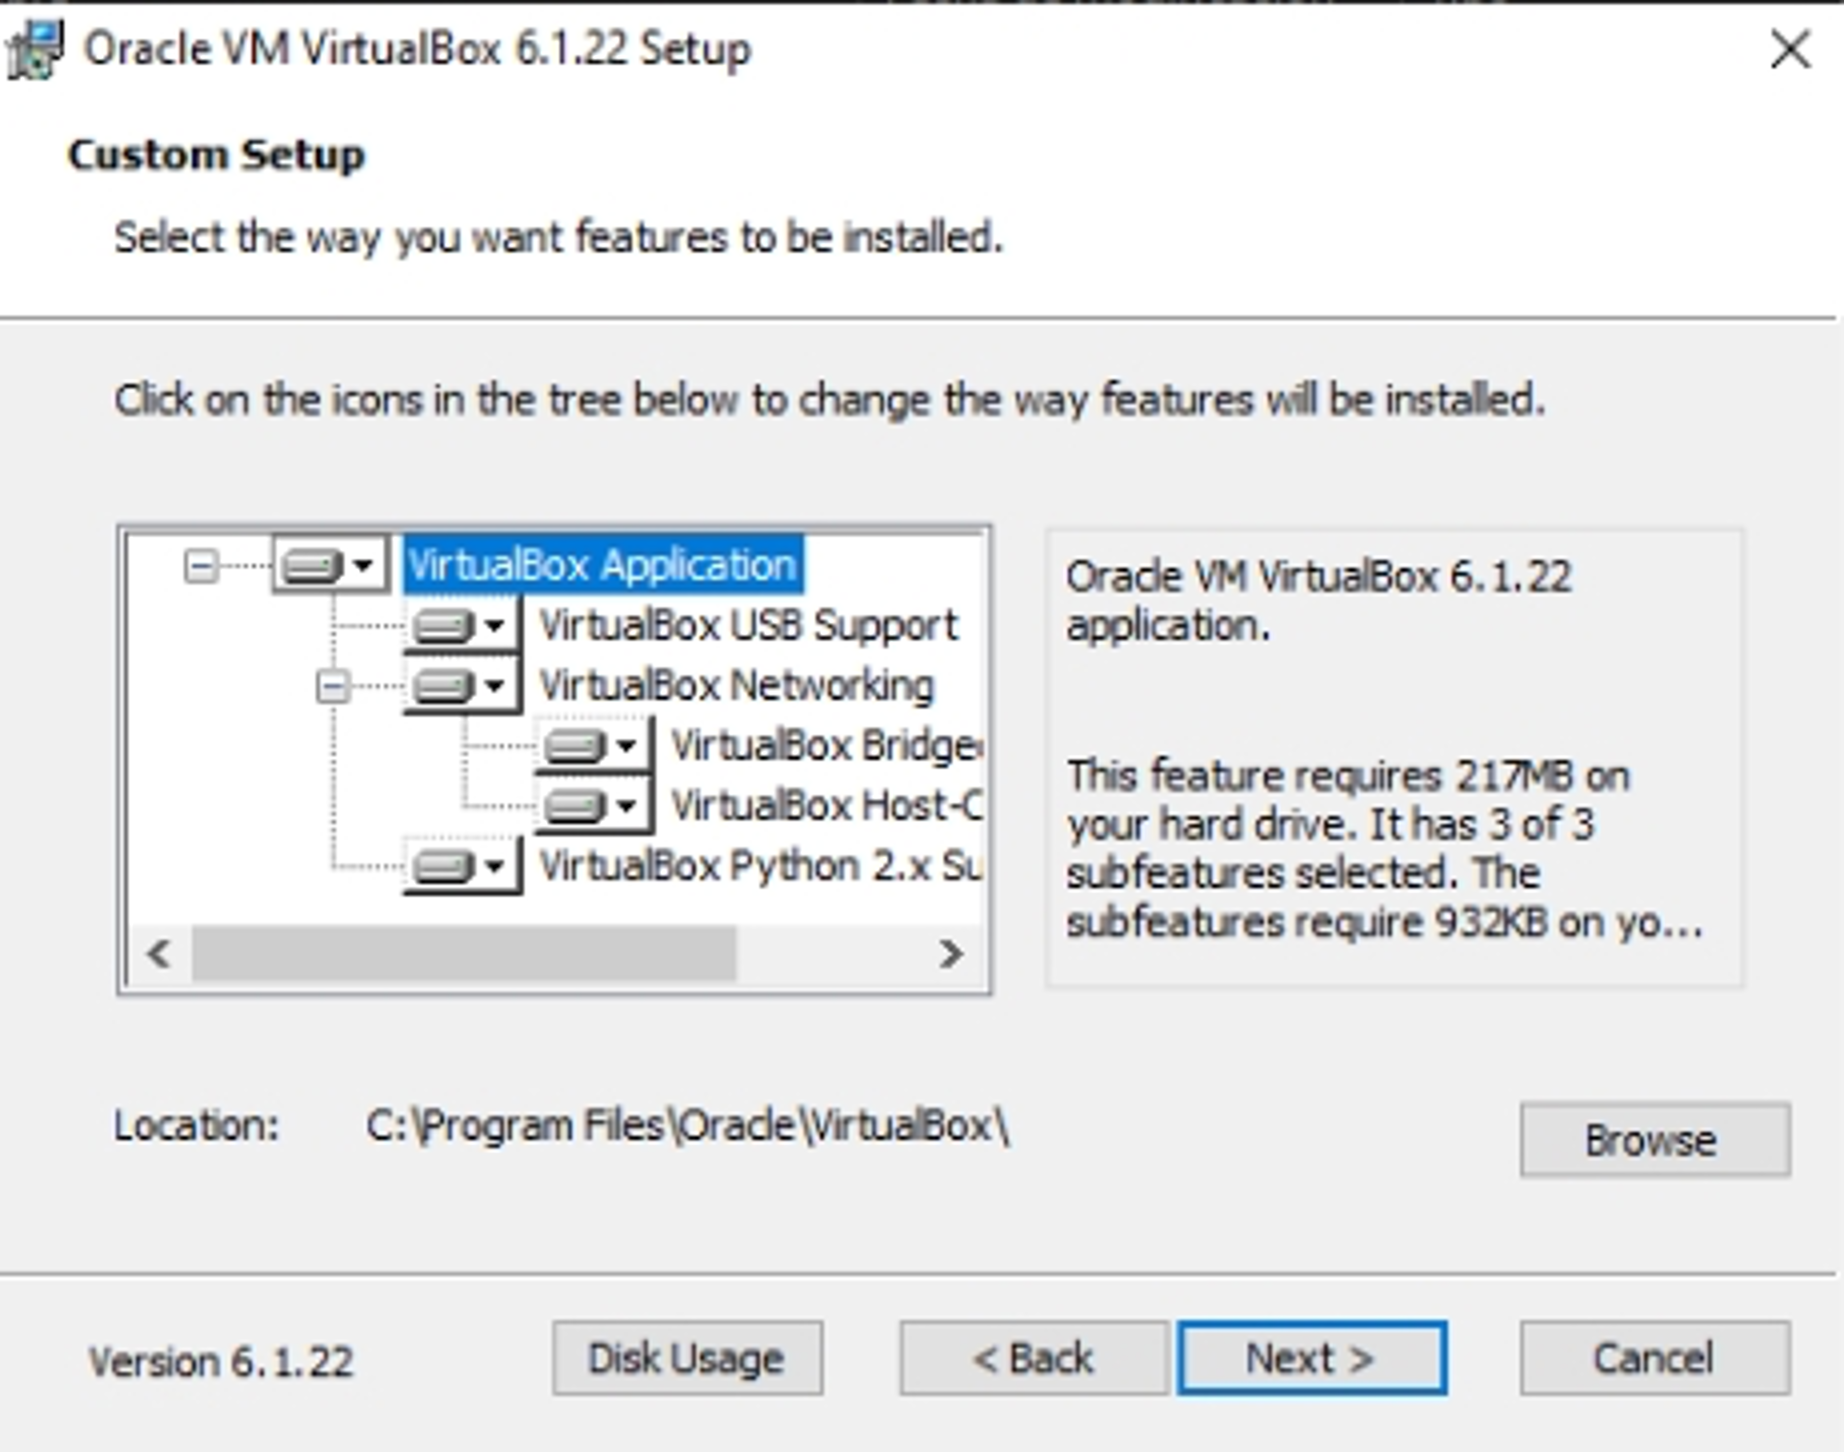 Oracle VM VirtualBox 6.1.22 Setup
Custom Setup
Select the way you want features to be installed.
Click on the icons in the tree below to change the way features will be installed.
VirtualBox Application
VirtualBox USB Support
VirtualBox Networking
VirtualBox Bridge
VirtualBox Host-C
VirtualBox Python 2.x Su
Oracle VM VirtualBox 6.1.22
application.
This feature requires 217MB on
your hard drive. It has 3 of 3
subfeatures selected. The
subfeatures require 932KB on yo...
Location: C:\Program Files\Oracle\VirtualBox\
Browse
Version 6.1.22
Disk Usage
< Back
Next >
Cancel